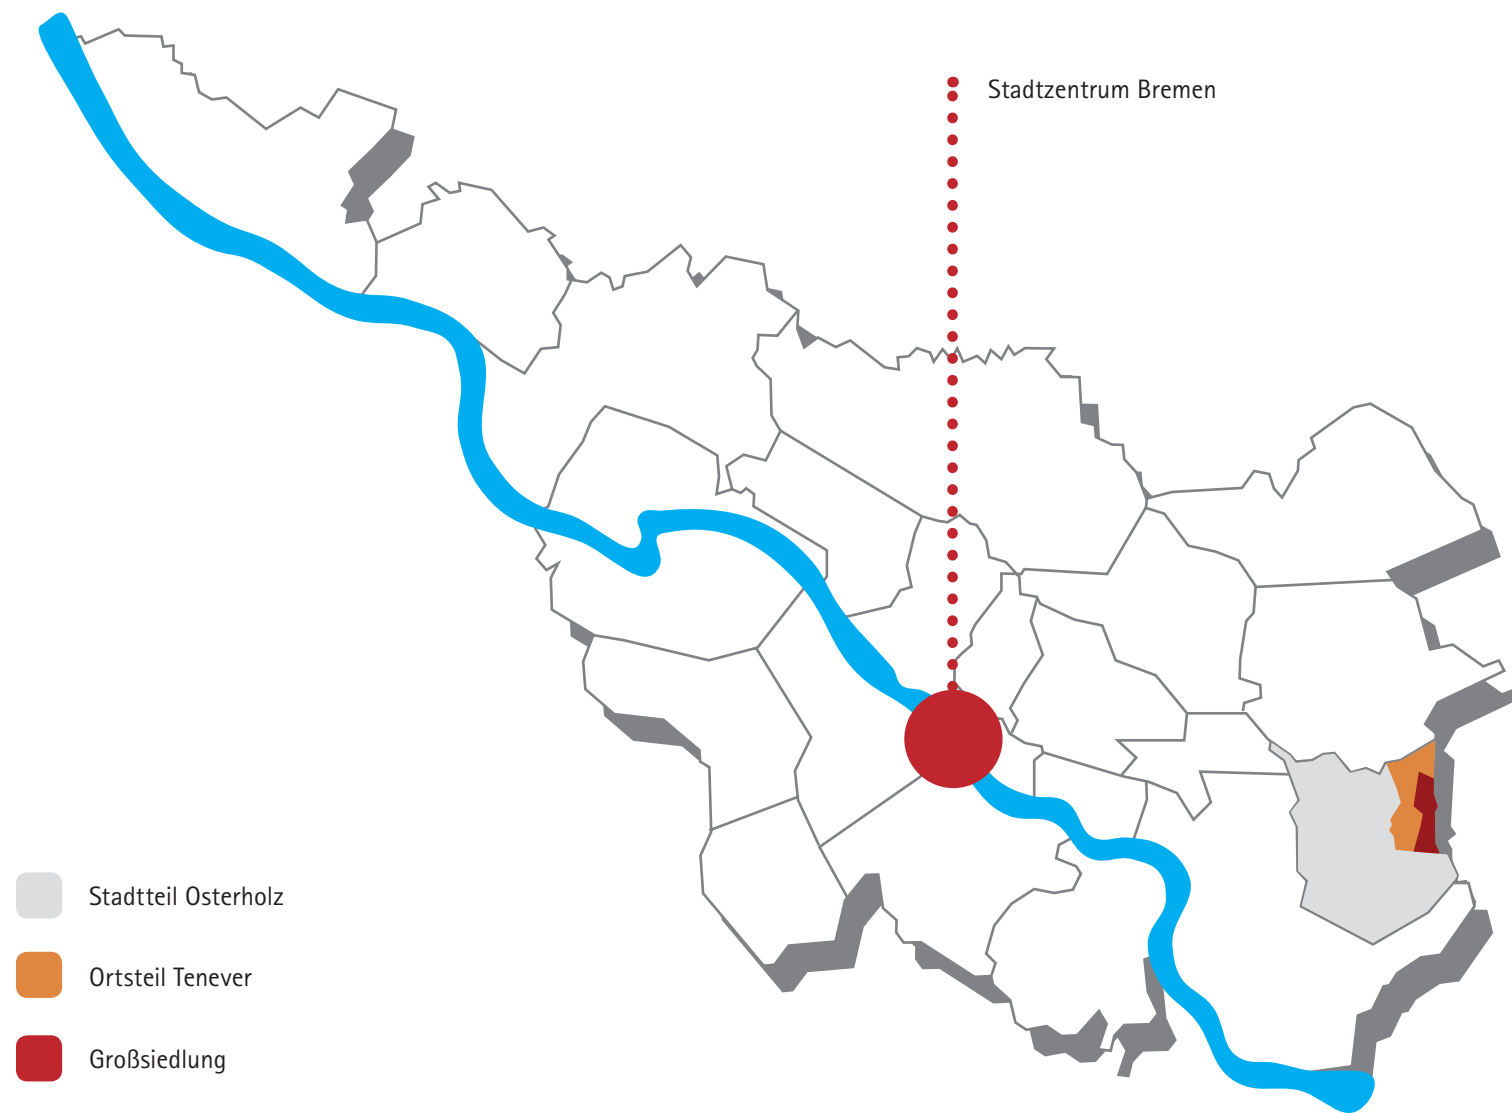 Stadtzentrum Bremen
Stadtteil Osterholz
Ortsteil Tenever
Großsiedlung